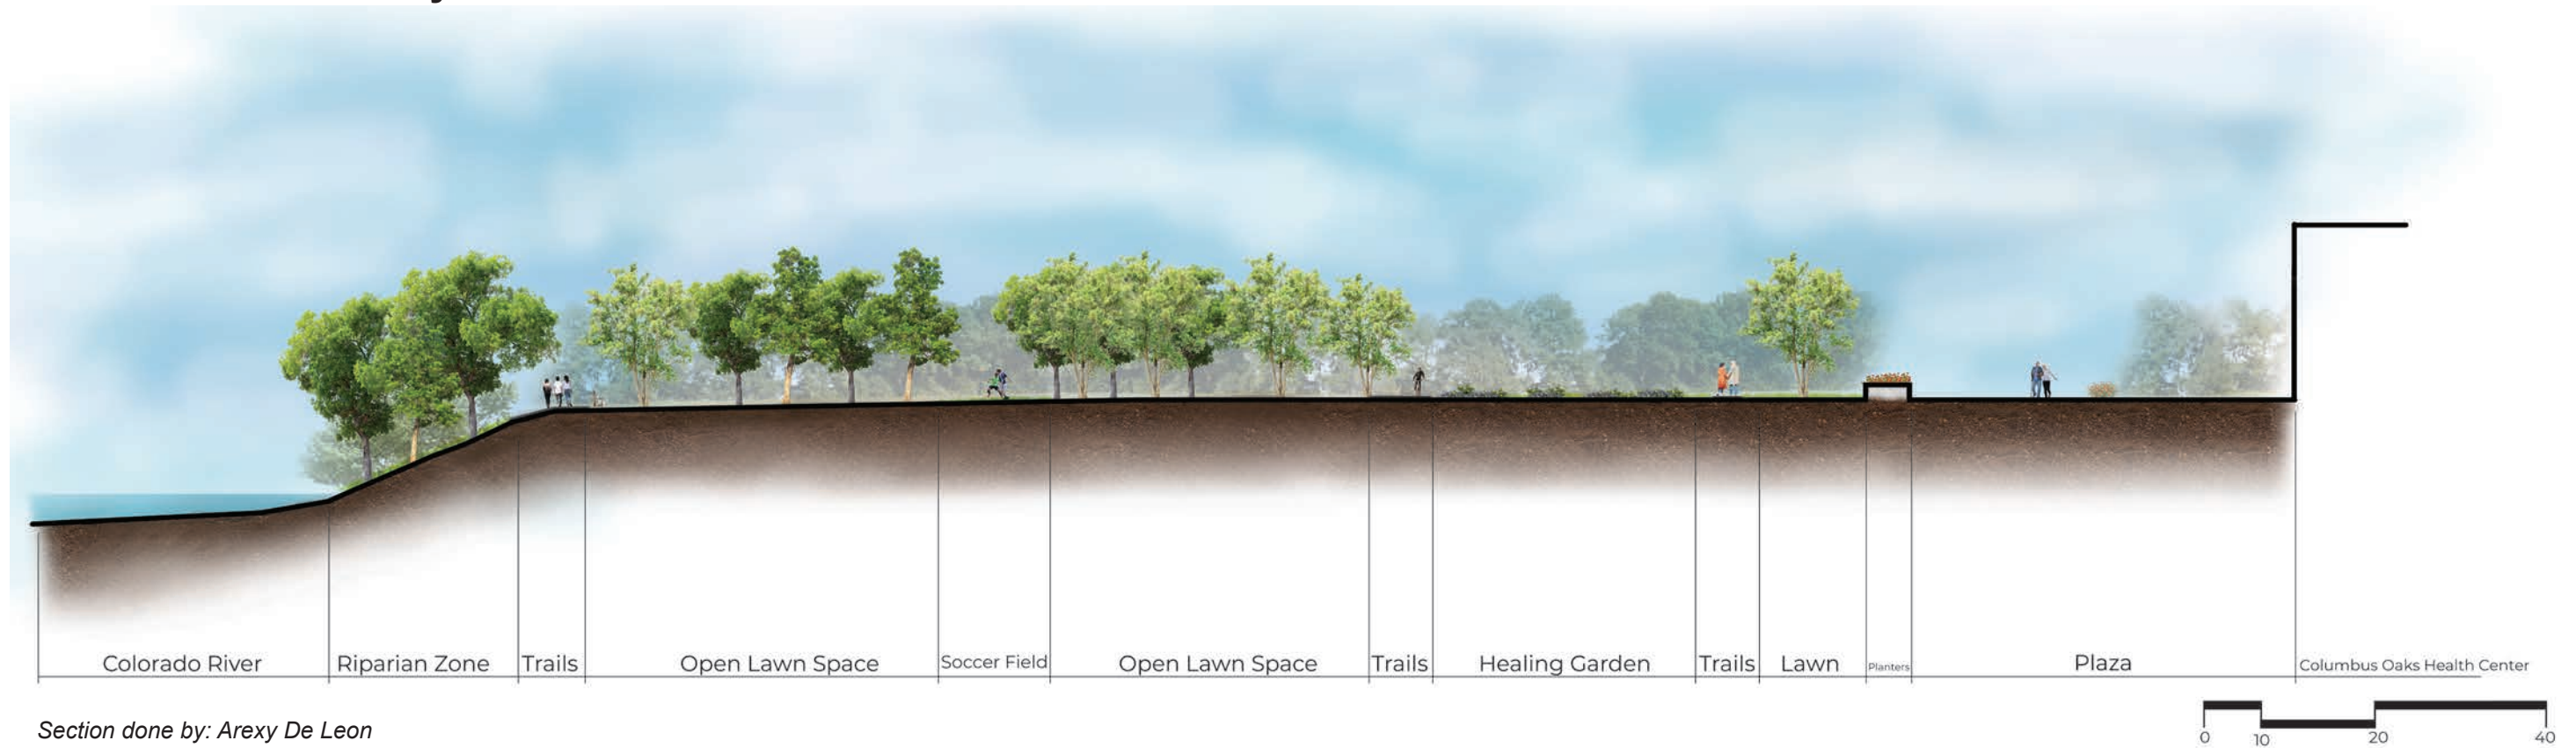 Colorado River
Riparian Zone
Trails
Open Lawn Space
Soccer Field
Open Lawn Space
Trails
Healing Garden
Trails
Lawn
Planters
Plaza
Columbus Oaks Health Center
Section done by: Arexy De Leon
0 10 20 40